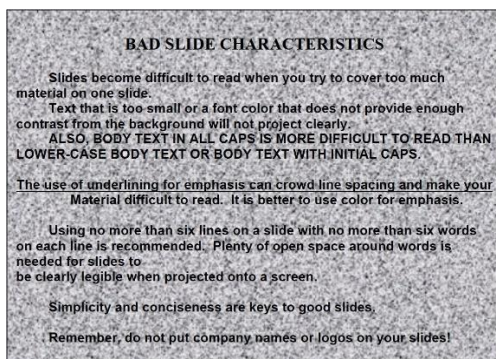 BAD SLIDE CHARACTERISTICS
Slides become difficult to read when you try to cover too much
material on one slide.
Text that is too small or a font color that does not provide enough
contrast from the background will not project clearly.
ALSO, BODY TEXT IN ALL CAPS IS MORE DIFFICULT TO READ THAN
LOWER-CASE BODY TEXT OR BODY TEXT WITH INITIAL CAPS.
The use of underlining for emphasis can crowd line spacing and make your
Material difficult to read. It is better to use color for emphasis.
Using no more than six lines on a slide with no more than six words
on each line is recommended. Plenty of open space around words is
needed for slides to
be clearly legible when projected onto a screen.
Simplicity and conciseness are keys to good slides.
Remember, do not put company names or logos on your slides!